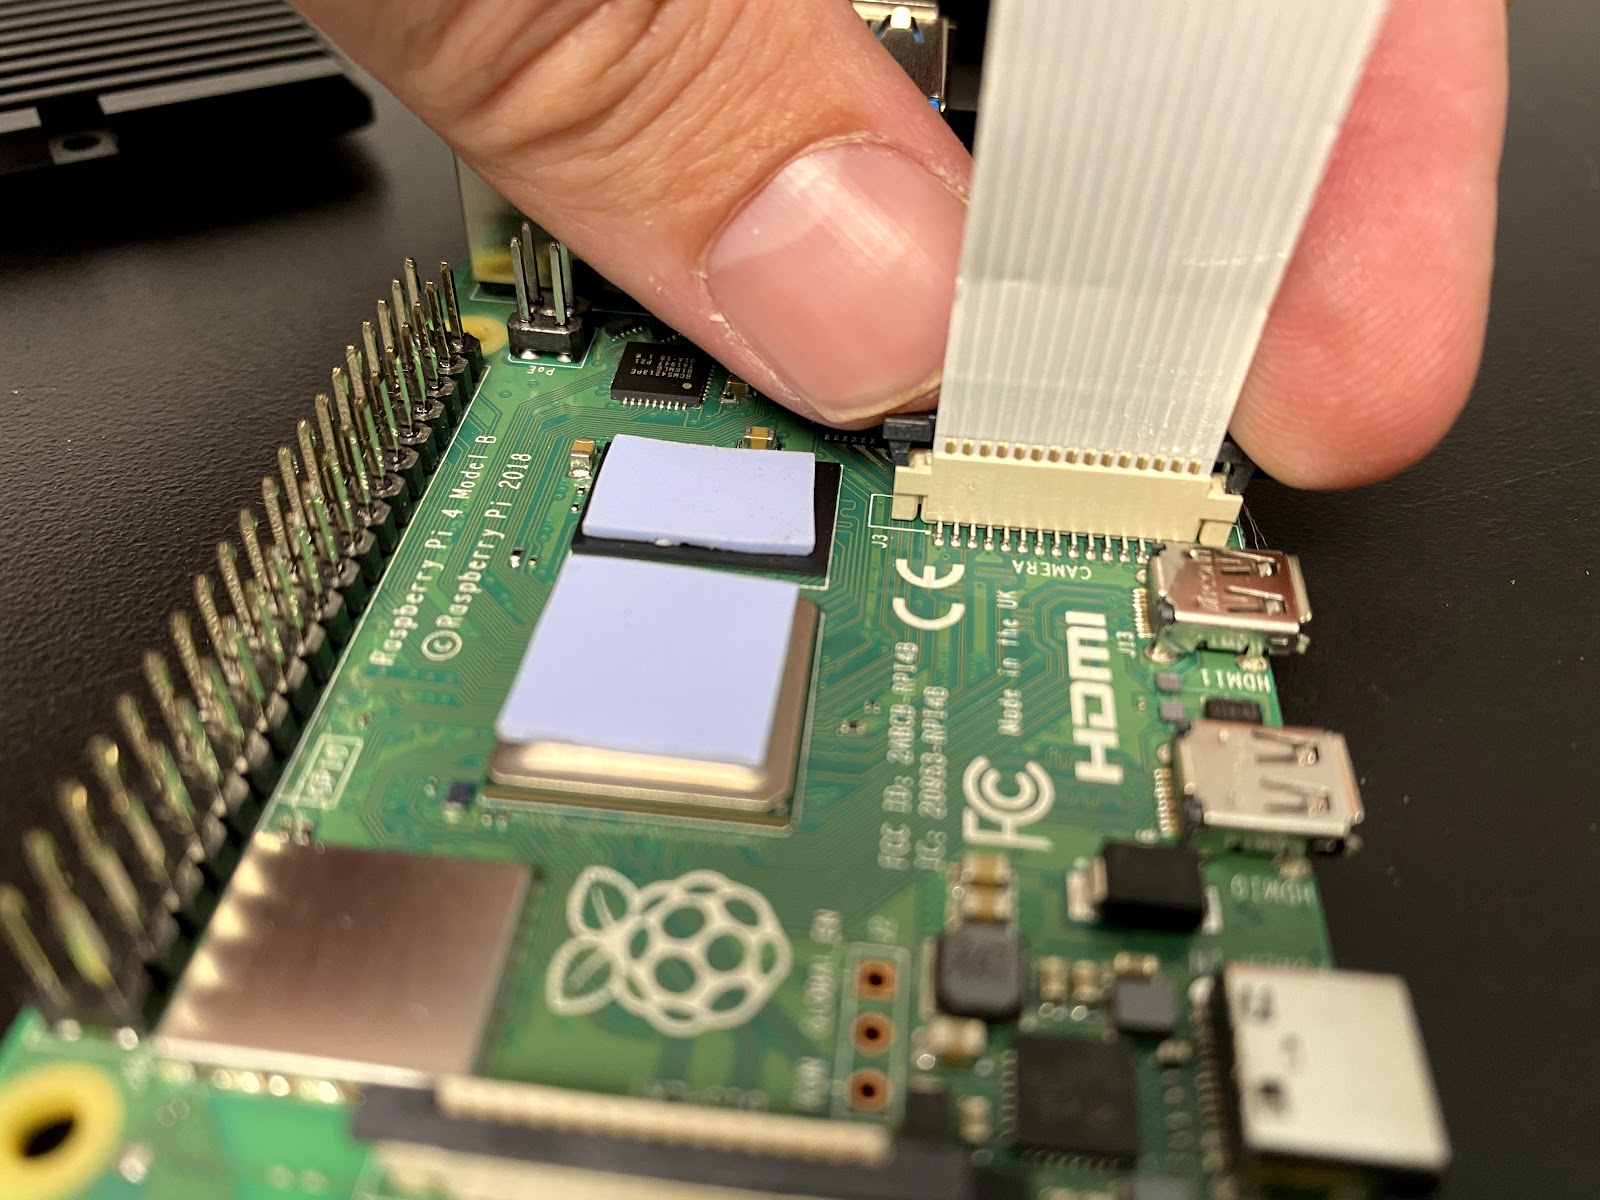 Raspberry Pi 4 Model B
©Raspberry Pi 2018
PoE
J3
CAMERA
CE
FCC ID: 2ABCB-RPI4B
IC: 20953-RPI4B
Made in the UK
HDMI
J13
HDMI1
FC
HDMI0
GLOBAL_EN
J2
RUN